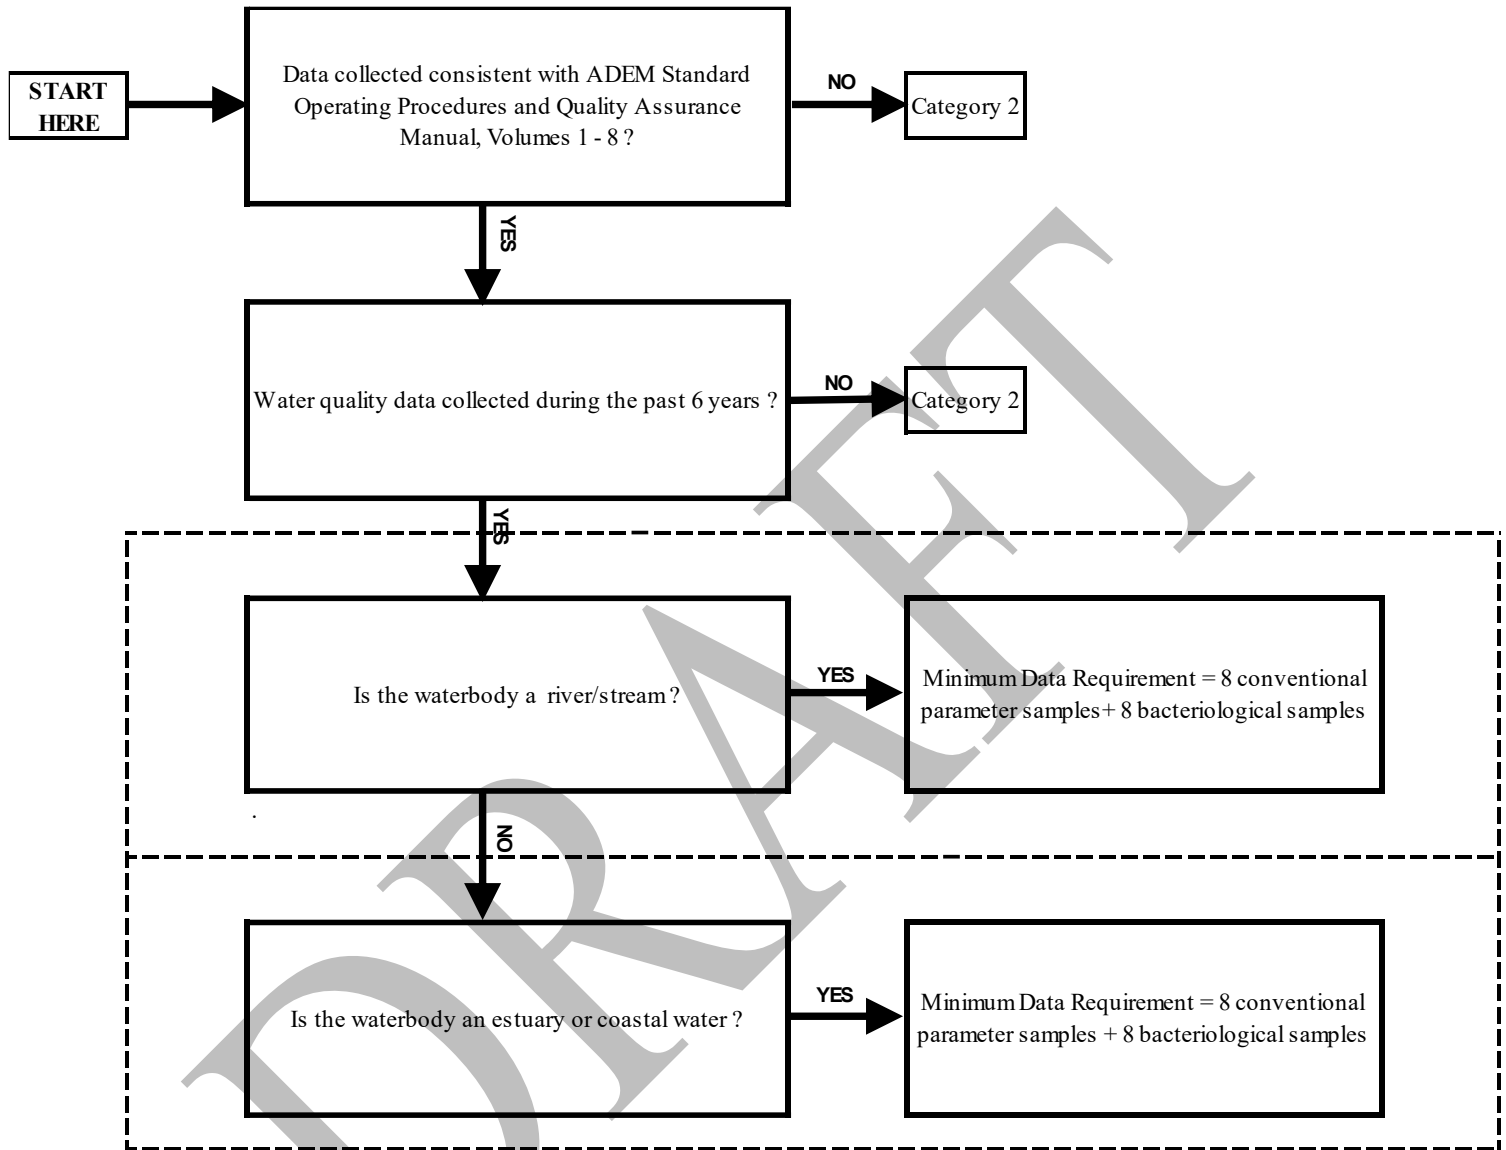 START
HERE
Data collected consistent with ADEM Standard
Operating Procedures and Quality Assurance
Manual, Volumes 1 - 8 ?
NO
Category 2
YES
Water quality data collected during the past 6 years ?
NO
Category 2
YES
Is the waterbody a river/stream ?
YES
Minimum Data Requirement = 8 conventional
parameter samples+ 8 bacteriological samples
.
NO
Is the waterbody an estuary or coastal water ?
YES
Minimum Data Requirement = 8 conventional
parameter samples + 8 bacteriological samples
DRAFT